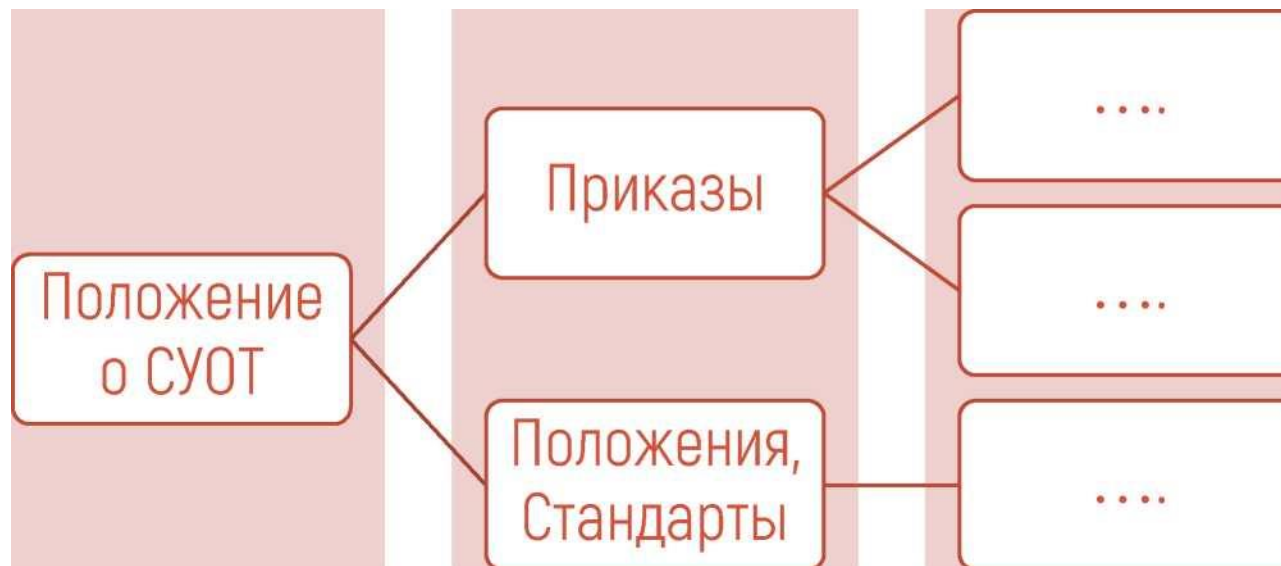 Положение
о СУОТ
Приказы
Положения,
Стандарты
....
....
....